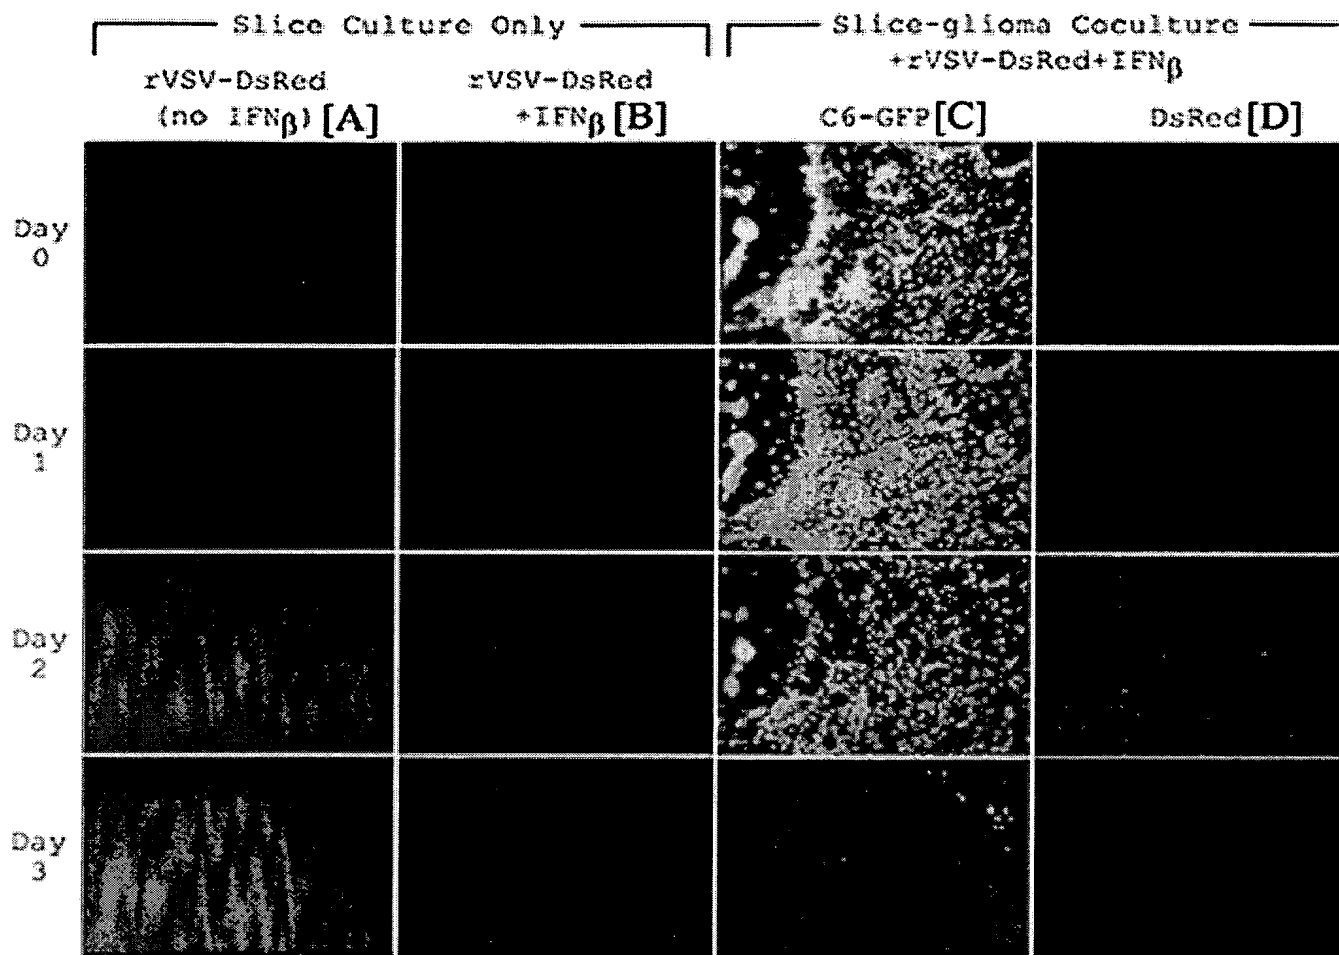 Slice Culture Only
Slice-glioma Coculture
+rVSV-DsRed+IFNβ
rVSV-DsRed
(no IFNβ) [A]
rVSV-DsRed
+IFNβ [B]
C6-GFP [C]
DsRed [D]
Day
0
Day
1
Day
2
Day
3